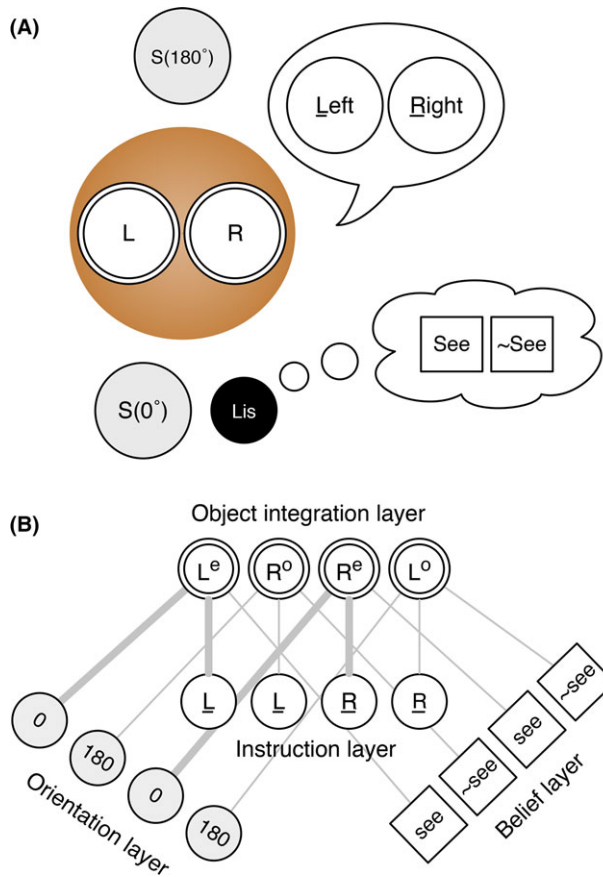 (A)
S(180°)
Left Right
L R
See ~See
S(0°) Lis
(B)
Object integration layer
Lᵉ Rᵒ Rᵉ Lᵒ
0 180 0 180
L L R R
see ~see see ~see
Instruction layer
Orientation layer
Belief layer